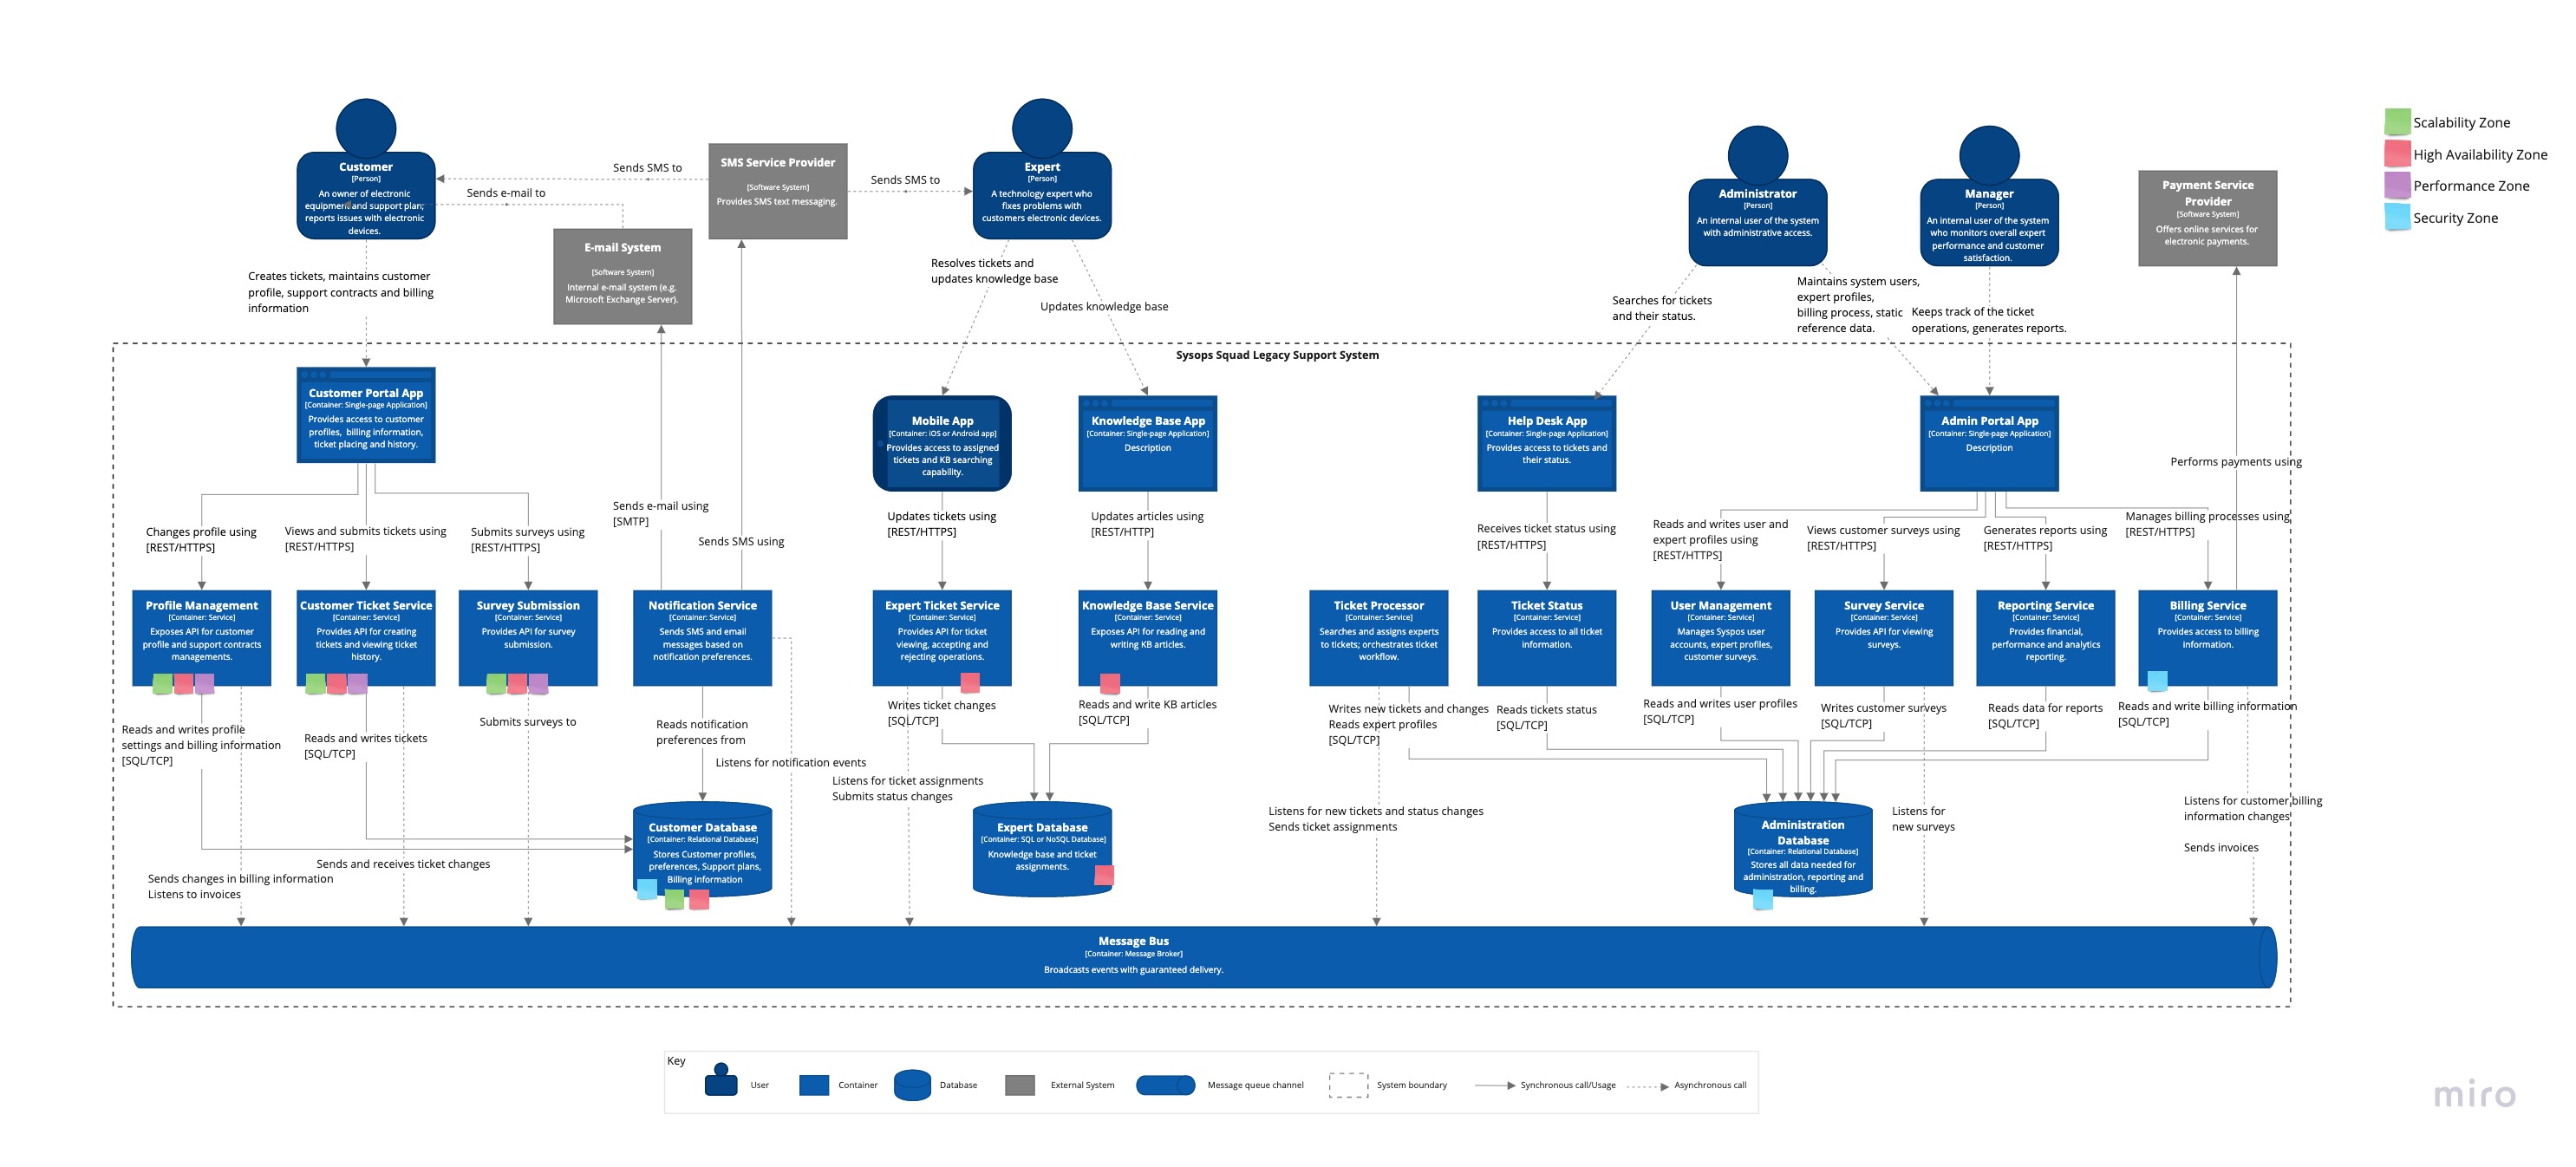 Customer
[Person]
An owner of electronic
equipment and support plan;
reports issues with electronic
devices.
Sends SMS to
Sends e-mail to
SMS Service Provider
[Software System]
Provides SMS text messaging.
Sends SMS to
E-mail System
[Software System]
Internal e-mail system (e.g.
Microsoft Exchange Server).
Expert
[Person]
A technology expert who
fixes problems with
customers electronic devices.
Administrator
[Person]
An internal user of the system
with administrative access.
Manager
[Person]
An internal user of the system
who monitors overall expert
performance and customer
satisfaction.
Payment Service
Provider
[Software System]
Offers online services for
electronic payments.
Scalability Zone
High Availability Zone
Performance Zone
Security Zone
Creates tickets, maintains customer
profile, support contracts and billing
information
Resolves tickets and
updates knowledge base
Updates knowledge base
Searches for tickets
and their status.
Maintains system users,
expert profiles,
billing process, static
reference data.
Keeps track of the ticket
operations, generates reports.
Sysops Squad Legacy Support System
Customer Portal App
[Container: Single-page Application]
Provides access to customer
profiles, billing information,
ticket placing and history.
Mobile App
[Container: iOS or Android app]
Provides access to assigned
tickets and KB searching
capability.
Knowledge Base App
[Container: Single-page Application]
Description
Help Desk App
[Container: Single-page Application]
Provides access to tickets and
their status.
Admin Portal App
[Container: Single-page Application]
Description
Performs payments using
Changes profile using
[REST/HTTPS]
Views and submits tickets using
[REST/HTTPS]
Submits surveys using
[REST/HTTPS]
Sends e-mail using
[SMTP]
Sends SMS using
Updates tickets using
[REST/HTTPS]
Updates articles using
[REST/HTTP]
Receives ticket status using
[REST/HTTPS]
Reads and writes user and
expert profiles using
[REST/HTTPS]
Views customer surveys using
[REST/HTTPS]
Generates reports using
[REST/HTTPS]
Manages billing processes using
[REST/HTTPS]
Profile Management
[Container: Service]
Exposes API for customer
profile and support contracts
managements.
Customer Ticket Service
[Container: Service]
Provides API for creating
tickets and viewing ticket
history.
Survey Submission
[Container: Service]
Provides API for survey
submission.
Notification Service
[Container: Service]
Sends SMS and email
messages based on
notification preferences.
Expert Ticket Service
[Container: Service]
Provides API for ticket
viewing, accepting and
rejecting operations.
Knowledge Base Service
[Container: Service]
Exposes API for reading and
writing KB articles.
Ticket Processor
[Container: Service]
Searches and assigns experts
to tickets; orchestrates ticket
workflow.
Ticket Status
[Container: Service]
Provides access to all ticket
information.
User Management
[Container: Service]
Manages Syspos user
accounts, expert profiles,
customer surveys.
Survey Service
[Container: Service]
Provides API for viewing
surveys.
Reporting Service
[Container: Service]
Provides financial,
performance and analytics
reporting.
Billing Service
[Container: Service]
Provides access to billing
information.
Reads and writes profile
settings and billing information
[SQL/TCP]
Reads and writes tickets
[SQL/TCP]
Submits surveys to
Reads notification
preferences from
Listens for notification events
Writes ticket changes
[SQL/TCP]
Reads and write KB articles
[SQL/TCP]
Listens for ticket assignments
Submits status changes
Writes new tickets and changes
Reads expert profiles
[SQL/TCP]
Reads tickets status
[SQL/TCP]
Reads and writes user profiles
[SQL/TCP]
Writes customer surveys
[SQL/TCP]
Reads data for reports
[SQL/TCP]
Reads and write billing information
[SQL/TCP]
Listens for new tickets and status changes
Sends ticket assignments
Listens for
new surveys
Listens for customer billing
information changes
Sends invoices
Sends and receives ticket changes
Sends changes in billing information
Listens to invoices
Customer Database
[Container: Relational Database]
Stores Customer profiles,
preferences, Support plans,
Billing information
Expert Database
[Container: SQL or NoSQL Database]
Knowledge base and ticket
assignments.
Administration
Database
[Container: Relational Database]
Stores all data needed for
administration, reporting and
billing.
Message Bus
[Container: Message Broker]
Broadcasts events with guaranteed delivery.
Key
User
Container
Database
External System
Message queue channel
System boundary
Synchronous call/Usage
Asynchronous call
miro